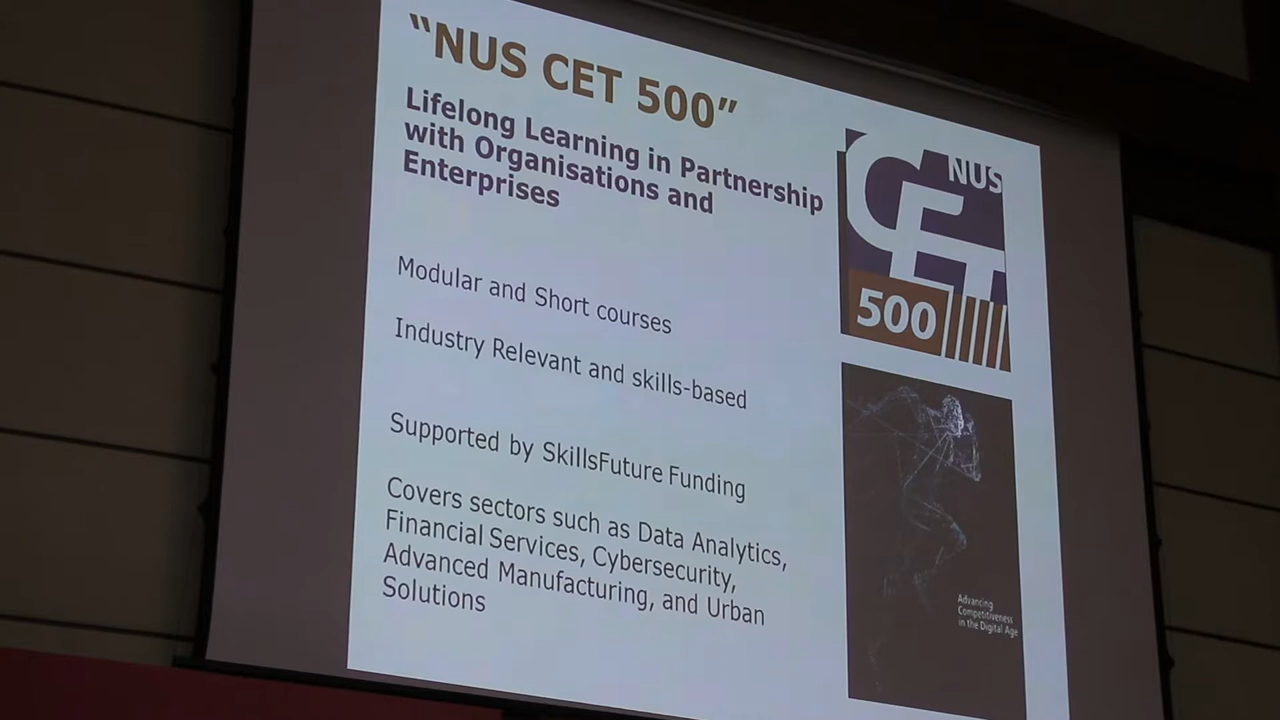 “NUS CET 500”
Lifelong Learning in Partnership
with Organisations and
Enterprises
Modular and Short courses
Industry Relevant and skills-based
Supported by SkillsFuture Funding
Covers sectors such as Data Analytics,
Financial Services, Cybersecurity,
Advanced Manufacturing, and Urban
Solutions
NUS
CET
500
Advancing
Competitiveness
in the Digital Age